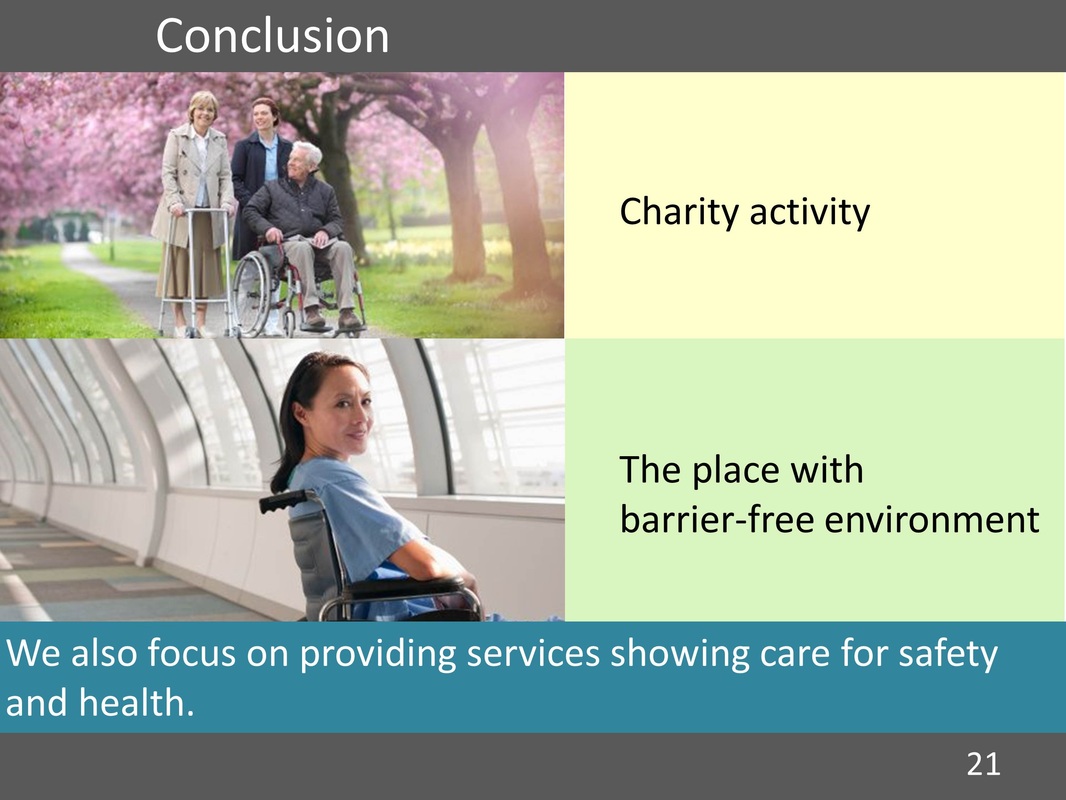 Conclusion
Charity activity
The place with
barrier-free environment
We also focus on providing services showing care for safety
and health.
21